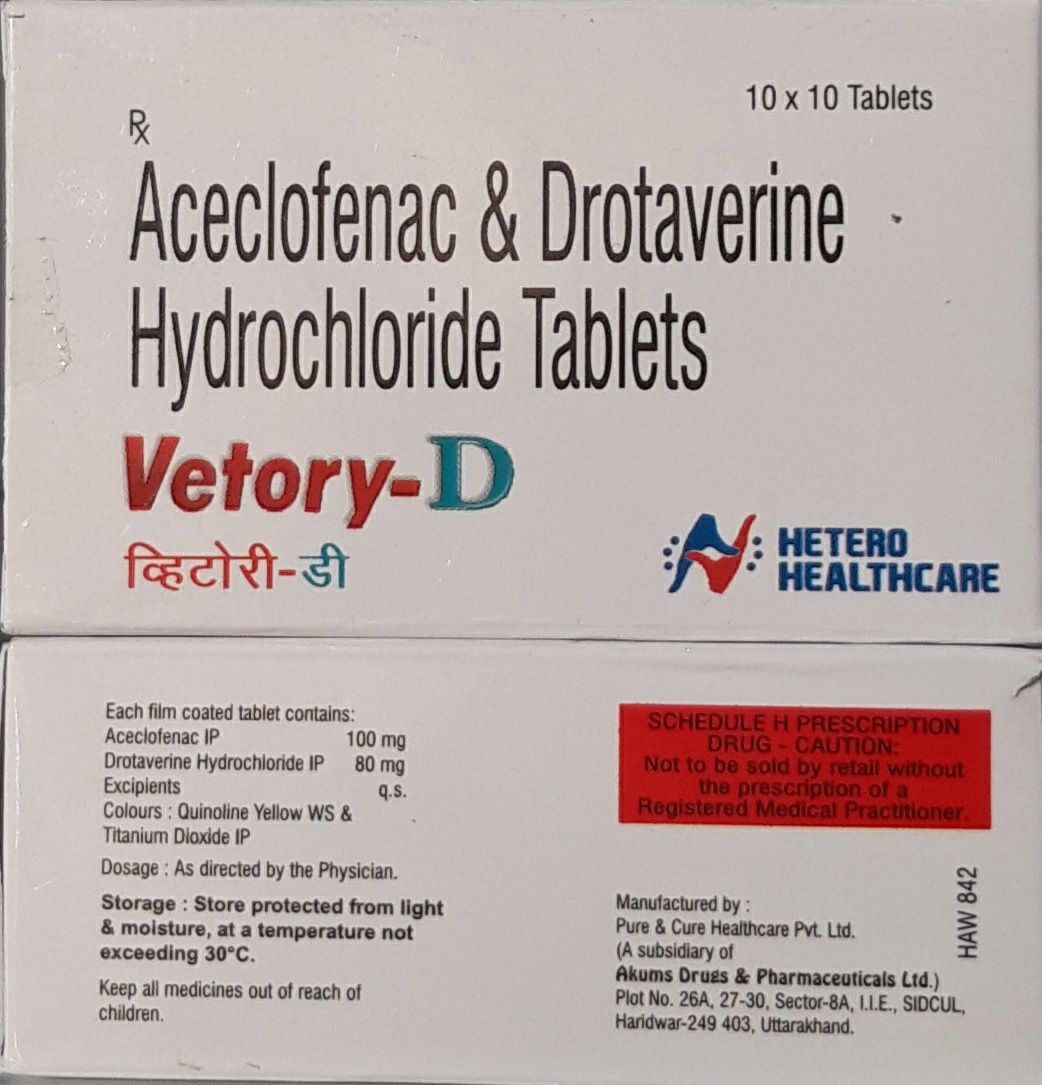 10 x 10 Tablets
Rx
Aceclofenac & Drotaverine
Hydrochloride Tablets
Vetory-D
व्हिटोरी-डी
HETERO
HEALTHCARE
Each film coated tablet contains:
Aceclofenac IP 100 mg
Drotaverine Hydrochloride IP 80 mg
Excipients q.s.
Colours : Quinoline Yellow WS &
Titanium Dioxide IP
Dosage : As directed by the Physician.
Storage : Store protected from light
& moisture, at a temperature not
exceeding 30°C.
Keep all medicines out of reach of
children.
SCHEDULE H PRESCRIPTION
DRUG - CAUTION:
Not to be sold by retail without
the prescription of a
Registered Medical Practitioner.
Manufactured by :
Pure & Cure Healthcare Pvt. Ltd.
(A subsidiary of
Akums Drugs & Pharmaceuticals Ltd.)
Plot No. 26A, 27-30, Sector-8A, I.I.E., SIDCUL,
Haridwar-249 403, Uttarakhand.
HAW 842